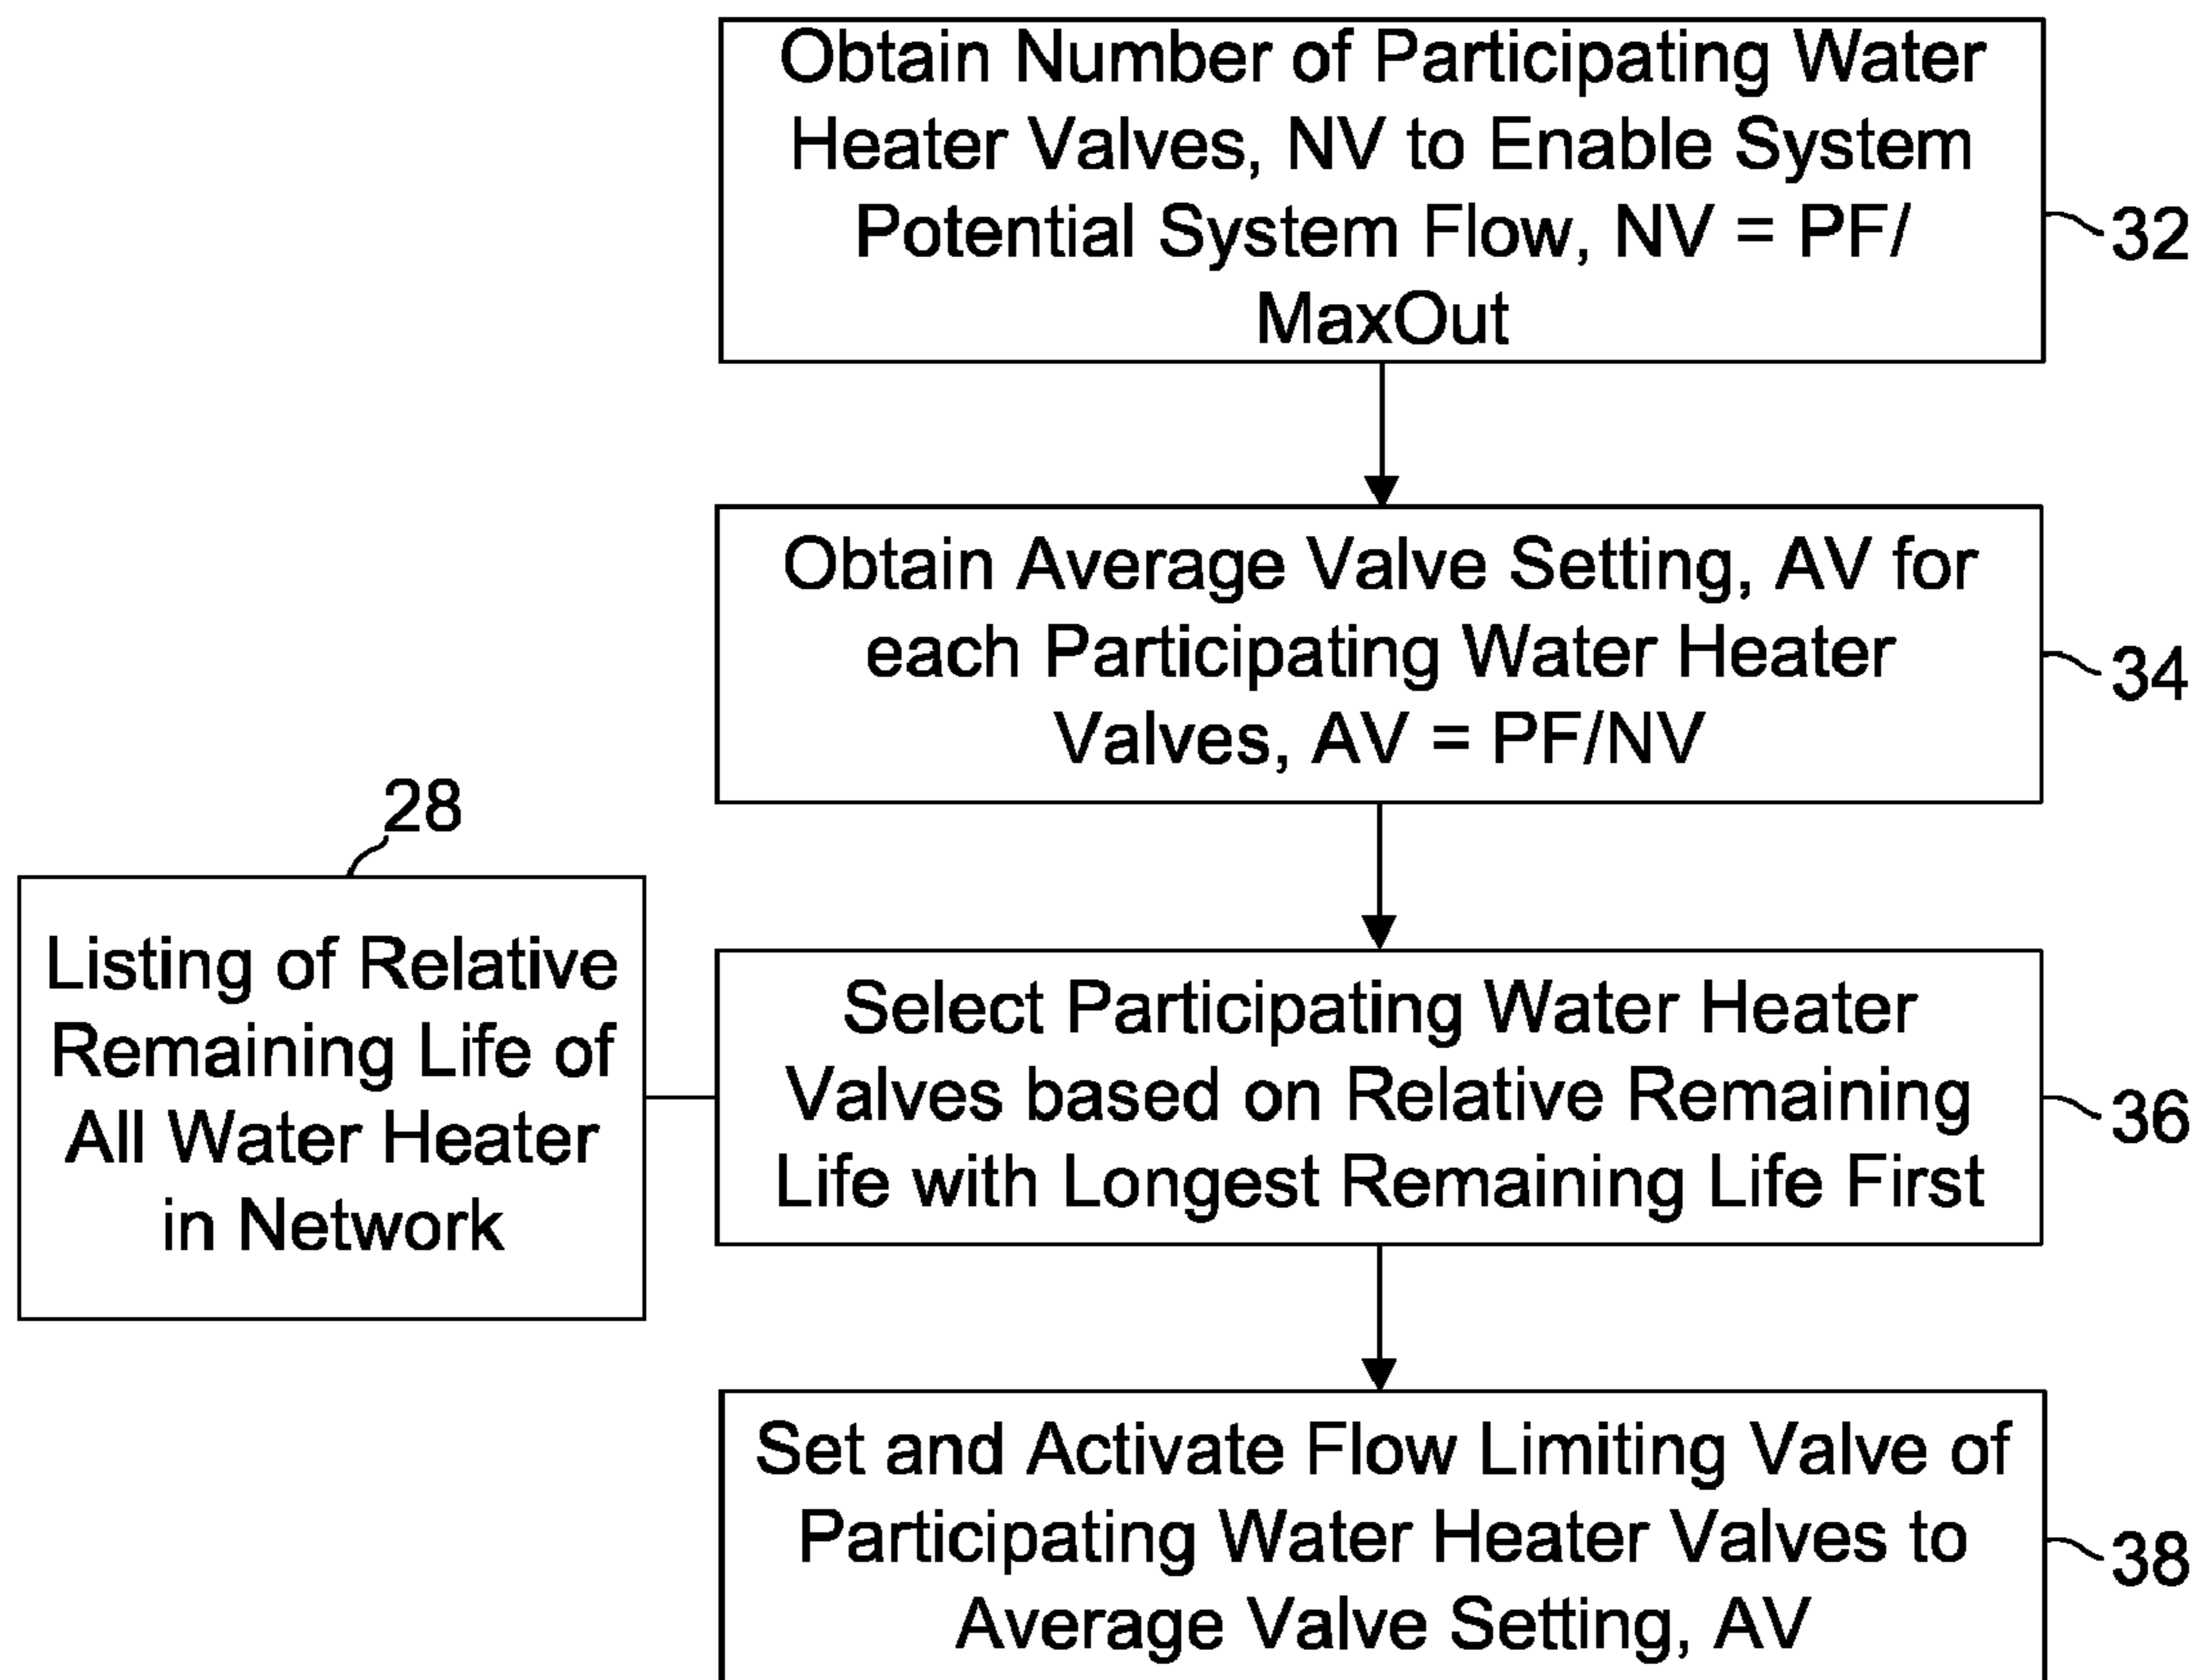 Obtain Number of Participating Water
Heater Valves, NV to Enable System
Potential System Flow, NV = PF/
MaxOut
32
Obtain Average Valve Setting, AV for
each Participating Water Heater
Valves, AV = PF/NV
34
28
Listing of Relative
Remaining Life of
All Water Heater
in Network
Select Participating Water Heater
Valves based on Relative Remaining
Life with Longest Remaining Life First
36
Set and Activate Flow Limiting Valve of
Participating Water Heater Valves to
Average Valve Setting, AV
38